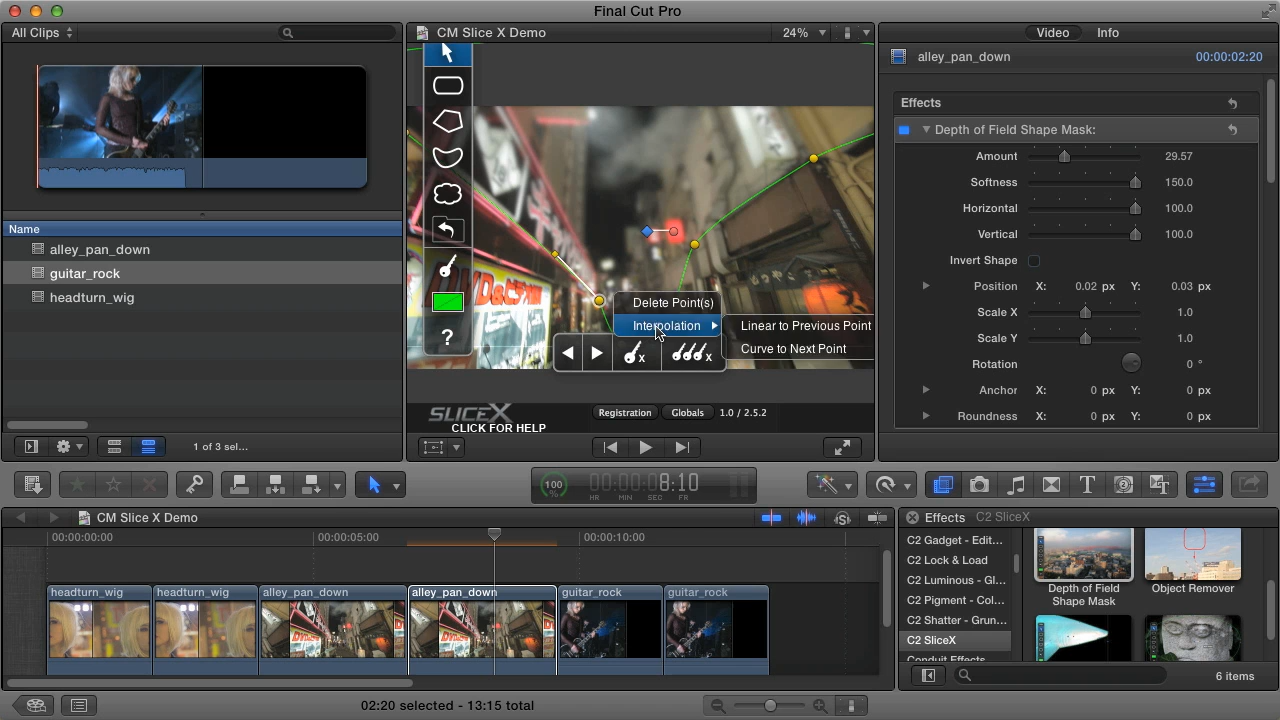 Final Cut Pro
All Clips
CM Slice X Demo
24%
Video
Info
alley_pan_down
00:00:02:20
Effects
Depth of Field Shape Mask:
Amount
29.57
Softness
150.0
Horizontal
100.0
Vertical
100.0
Invert Shape
Position X: 0.02 px Y: 0.03 px
Scale X
1.0
Scale Y
1.0
Rotation
0 °
Anchor X: 0 px Y: 0 px
Roundness X: 0 px Y: 0 px
Name
alley_pan_down
guitar_rock
headturn_wig
1 of 3 sel...
?
Delete Point(s)
Interpolation
Linear to Previous Point
Curve to Next Point
x
x
SLICEX
CLICK FOR HELP
Registration
Globals
1.0 / 2.5.2
100
%
00:00:08:10
HR MIN SEC FR
T
CM Slice X Demo
00:00:00:00
00:00:05:00
00:00:10:00
headturn_wig
headturn_wig
alley_pan_down
alley_pan_down
guitar_rock
guitar_rock
Effects
C2 SliceX
C2 Gadget - Edit...
C2 Lock & Load
C2 Luminous - Gl...
C2 Pigment - Col...
C2 Shatter - Grun...
C2 SliceX
Conduit Effects
Depth of Field
Shape Mask
Object Remover
6 items
02:20 selected - 13:15 total